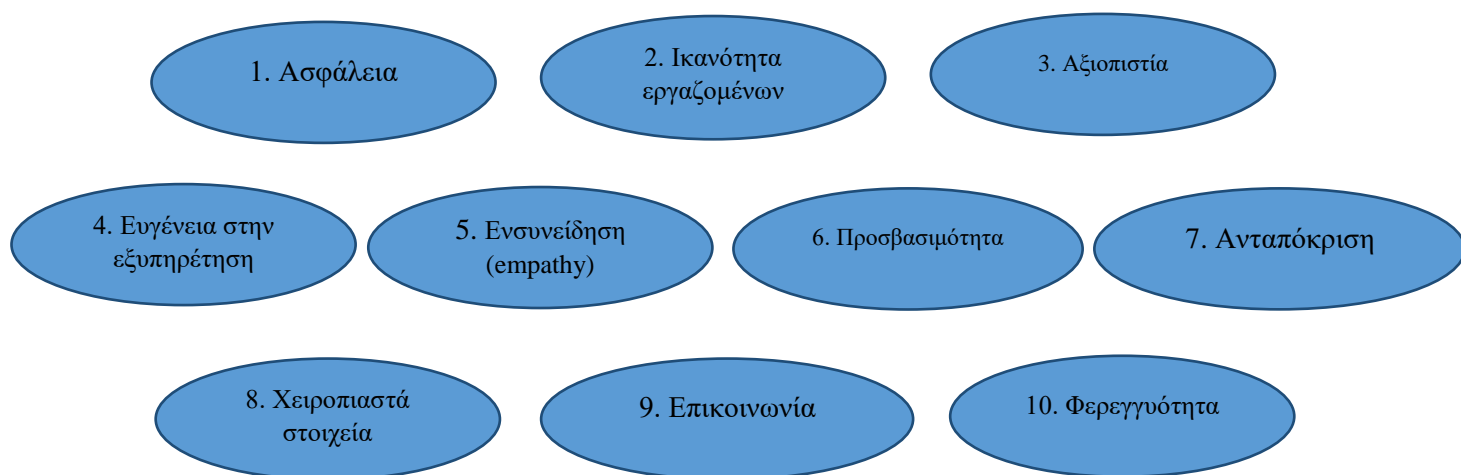 1. Ασφάλεια
2. Ικανότητα
εργαζομένων
3. Αξιοπιστία
4. Ευγένεια στην
εξυπηρέτηση
5. Ενσυνείδηση
(empathy)
6. Προσβασιμότητα
7. Ανταπόκριση
8. Χειροπιαστά
στοιχεία
9. Επικοινωνία
10. Φερεγγυότητα